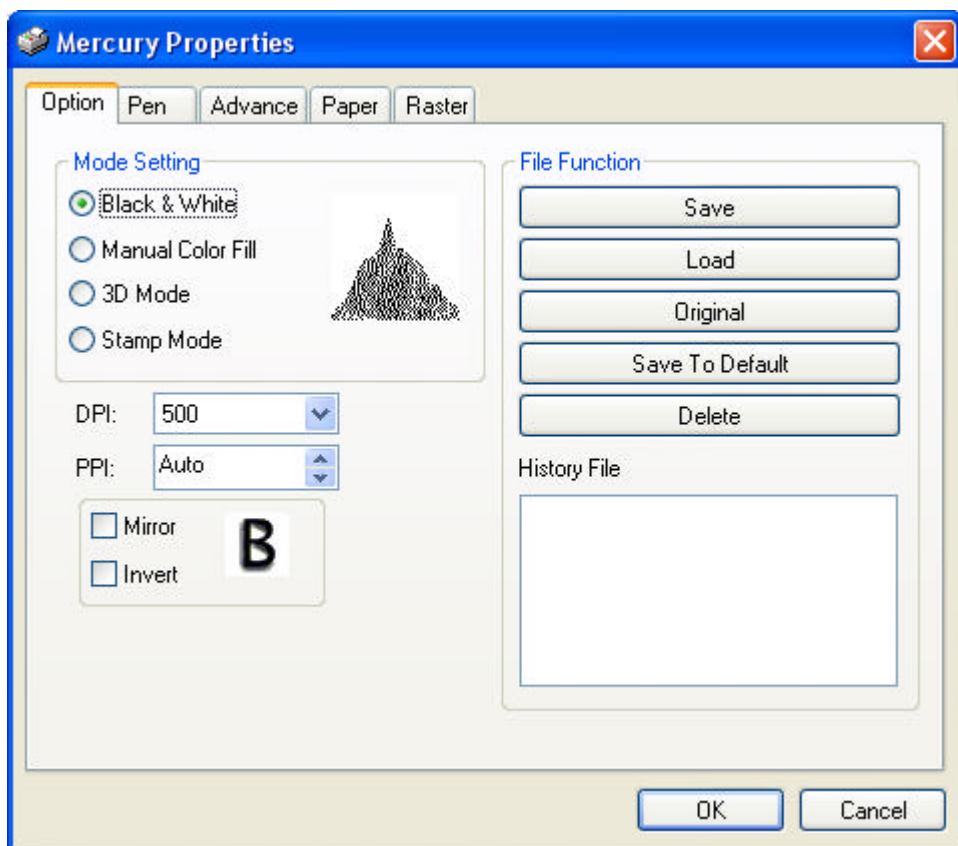 Mercury Properties
Option Pen Advance Paper Raster
Mode Setting
Black & White
Manual Color Fill
3D Mode
Stamp Mode
DPI: 500
PPI: Auto
Mirror
Invert
B
File Function
Save
Load
Original
Save To Default
Delete
History File
OK Cancel